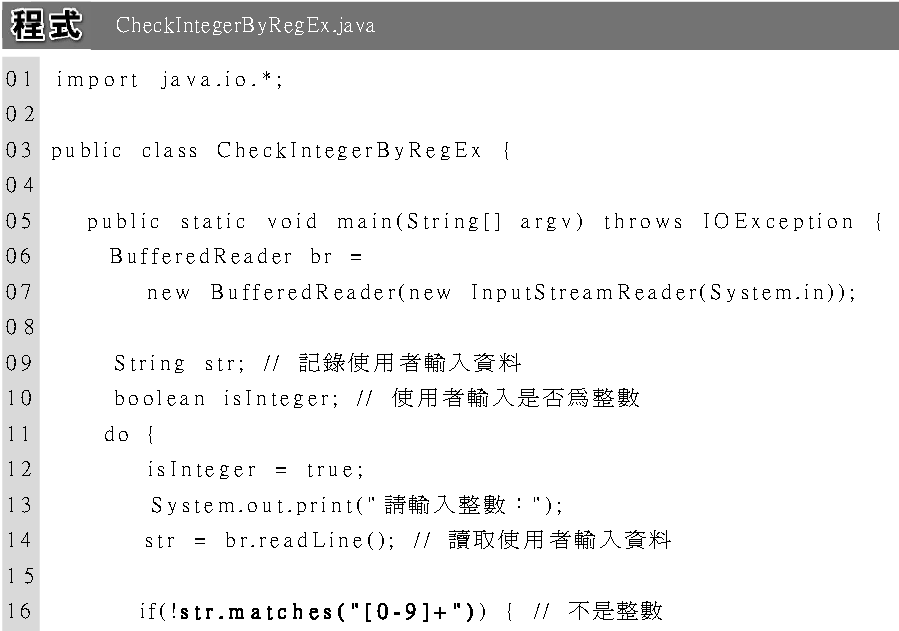 程式 CheckIntegerByRegEx.java
01 import java.io.*;
02
03 public class CheckIntegerByRegEx {
04
05 public static void main(String[] argv) throws IOException {
06 BufferedReader br =
07 new BufferedReader(new InputStreamReader(System.in));
08
09 String str; // 記錄使用者輸入資料
10 boolean isInteger; // 使用者輸入是否為整數
11 do {
12 isInteger = true;
13 System.out.print("請輸入整數：");
14 str = br.readLine(); // 讀取使用者輸入資料
15
16 if(!str.matches("[0-9]+")) { // 不是整數